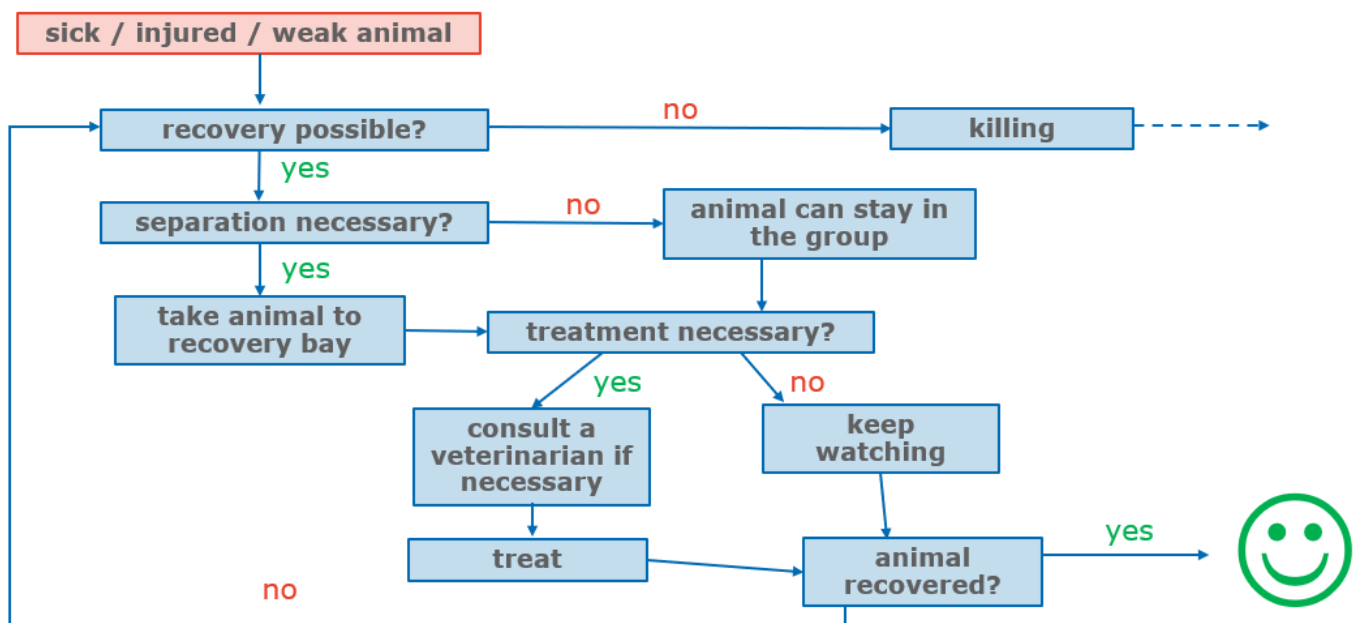 sick / injured / weak animal
no
recovery possible?
killing
yes
separation necessary?
no
animal can stay in
the group
yes
take animal to
recovery bay
treatment necessary?
yes
no
consult a
veterinarian if
necessary
keep
watching
treat
animal
recovered?
yes
no